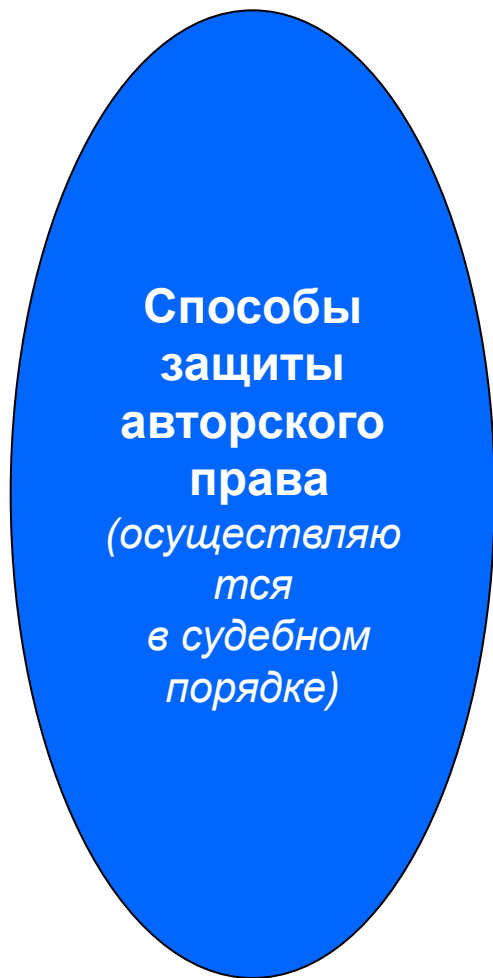 Способы
защиты
авторского
права
(осуществляю
тся
в судебном
порядке)